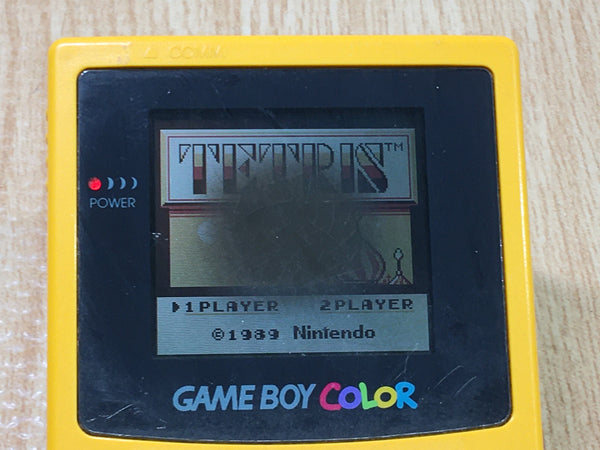 COMM.
TETRIS™
POWER
1PLAYER 2PLAYER
©1989 Nintendo
GAME BOY COLOR